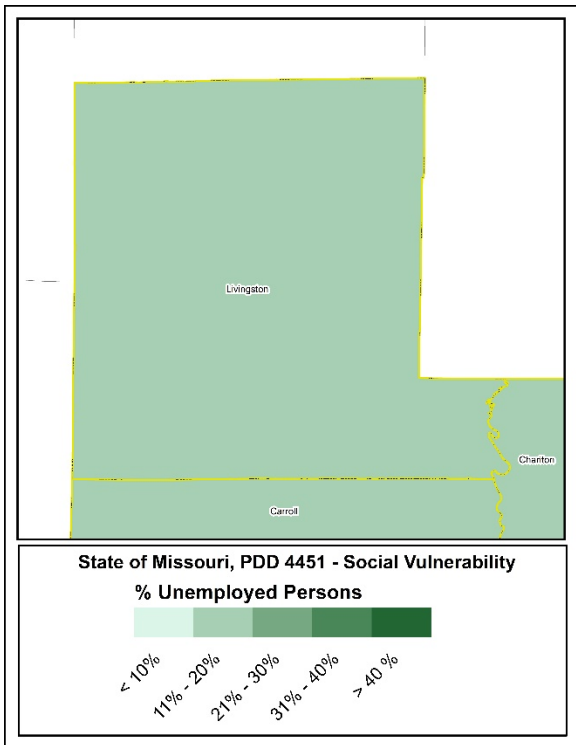 Livingston
Chariton
Carroll
State of Missouri, PDD 4451 - Social Vulnerability
% Unemployed Persons
< 10%
11% - 20%
21% - 30%
31% - 40%
> 40 %